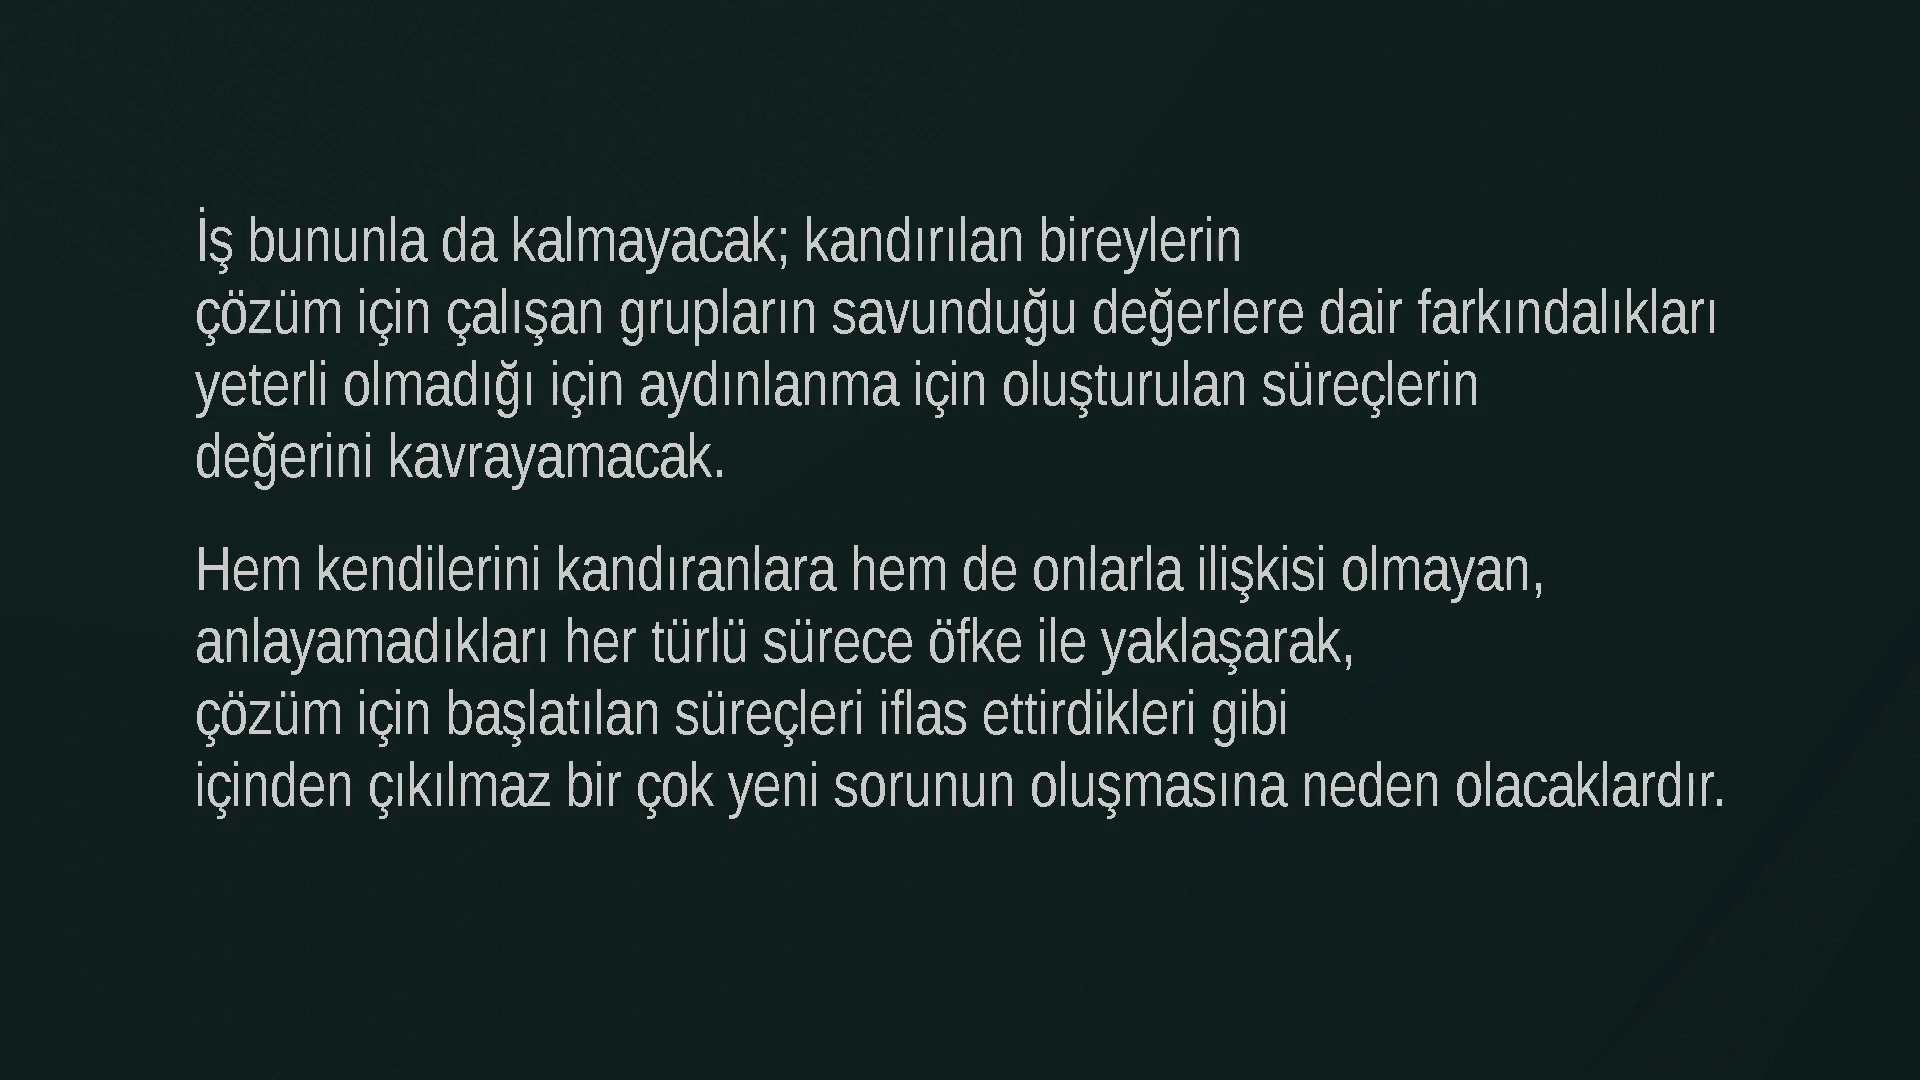 İş bununla da kalmayacak; kandırılan bireylerin
çözüm için çalışan grupların savunduğu değerlere dair farkındalıkları
yeterli olmadığı için aydınlanma için oluşturulan süreçlerin
değerini kavrayamacak.
Hem kendilerini kandıranlara hem de onlarla ilişkisi olmayan,
anlayamadıkları her türlü sürece öfke ile yaklaşarak,
çözüm için başlatılan süreçleri iflas ettirdikleri gibi
içinden çıkılmaz bir çok yeni sorunun oluşmasına neden olacaklardır.